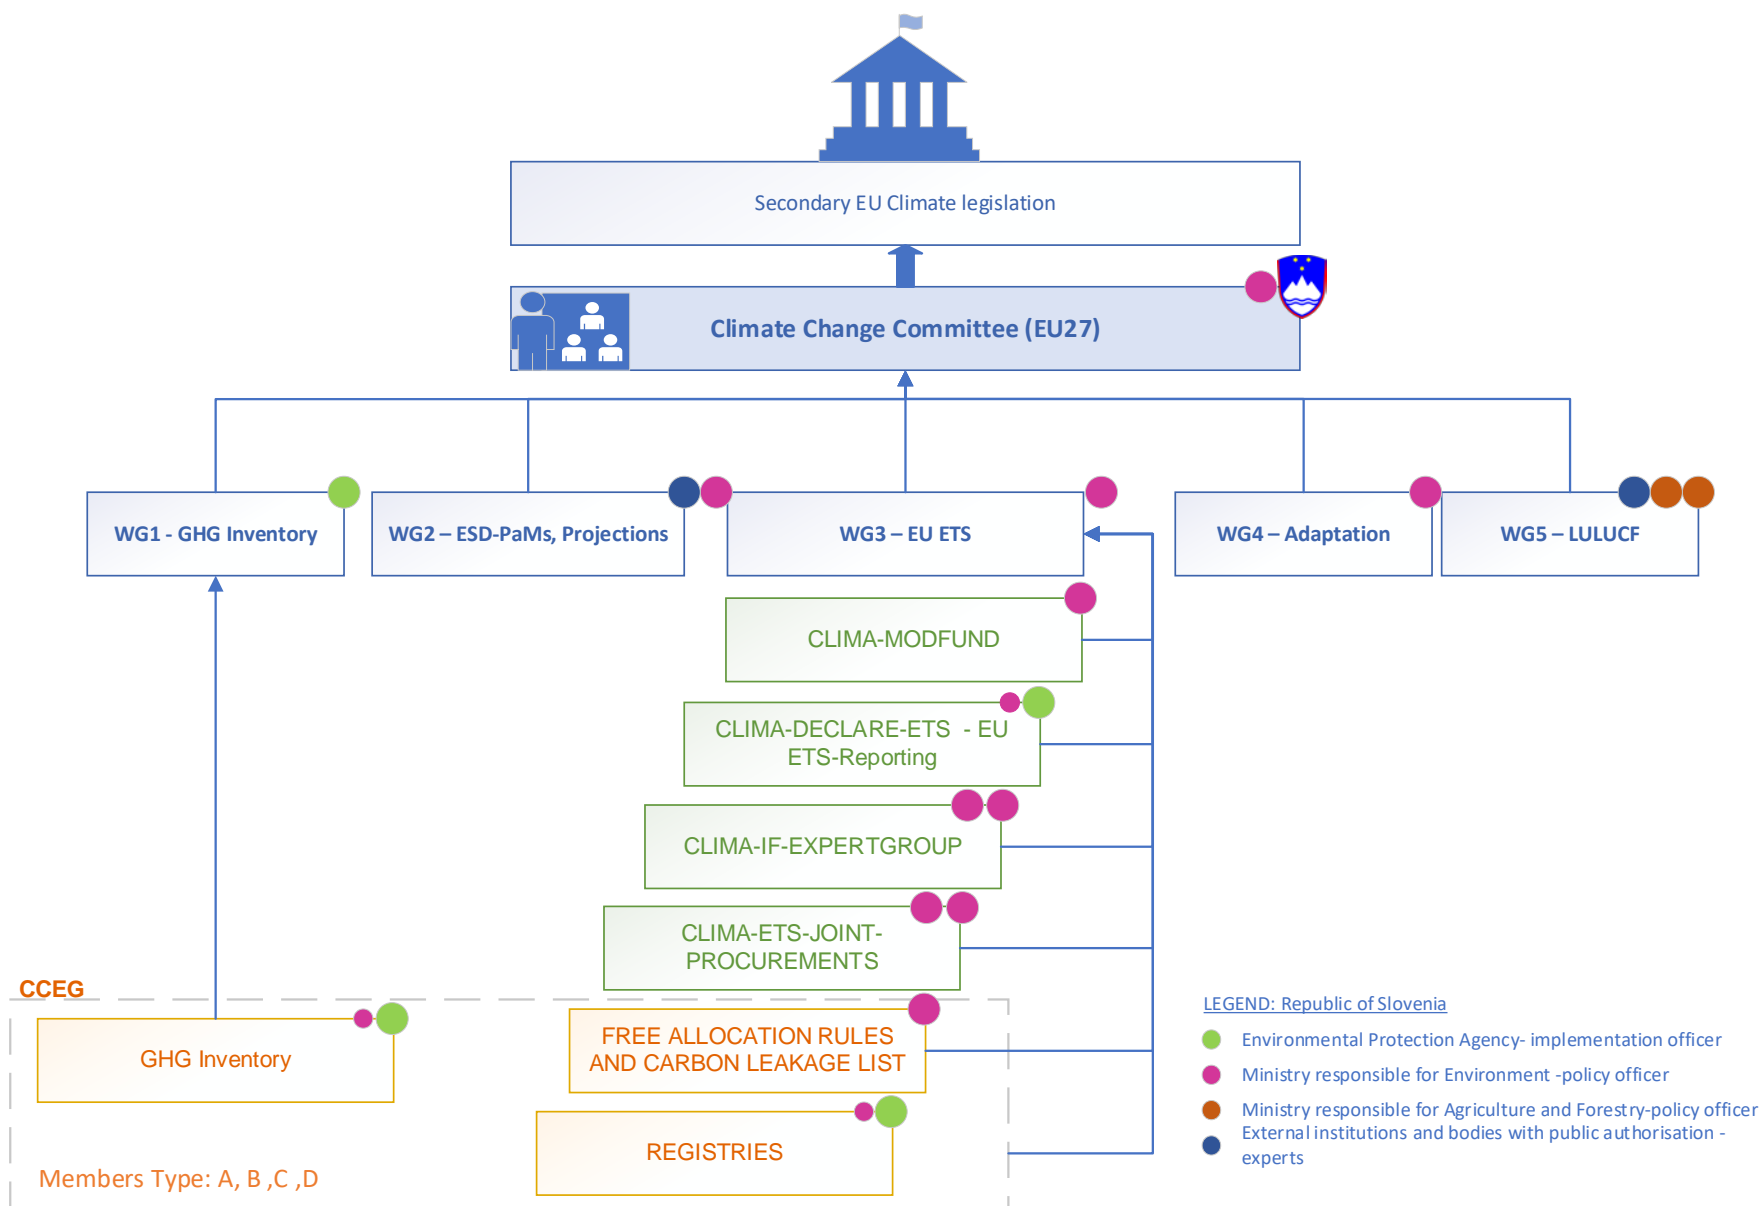 Secondary EU Climate legislation
Climate Change Committee (EU27)
WG1 - GHG Inventory
WG2 – ESD-PaMs, Projections
WG3 – EU ETS
WG4 – Adaptation
WG5 – LULUCF
CLIMA-MODFUND
CLIMA-DECLARE-ETS - EU
ETS-Reporting
CLIMA-IF-EXPERTGROUP
CLIMA-ETS-JOINT-
PROCUREMENTS
CCEG
GHG Inventory
FREE ALLOCATION RULES
AND CARBON LEAKAGE LIST
REGISTRIES
Members Type: A, B ,C ,D
LEGEND: Republic of Slovenia
Environmental Protection Agency- implementation officer
Ministry responsible for Environment -policy officer
Ministry responsible for Agriculture and Forestry-policy officer
External institutions and bodies with public authorisation -
experts